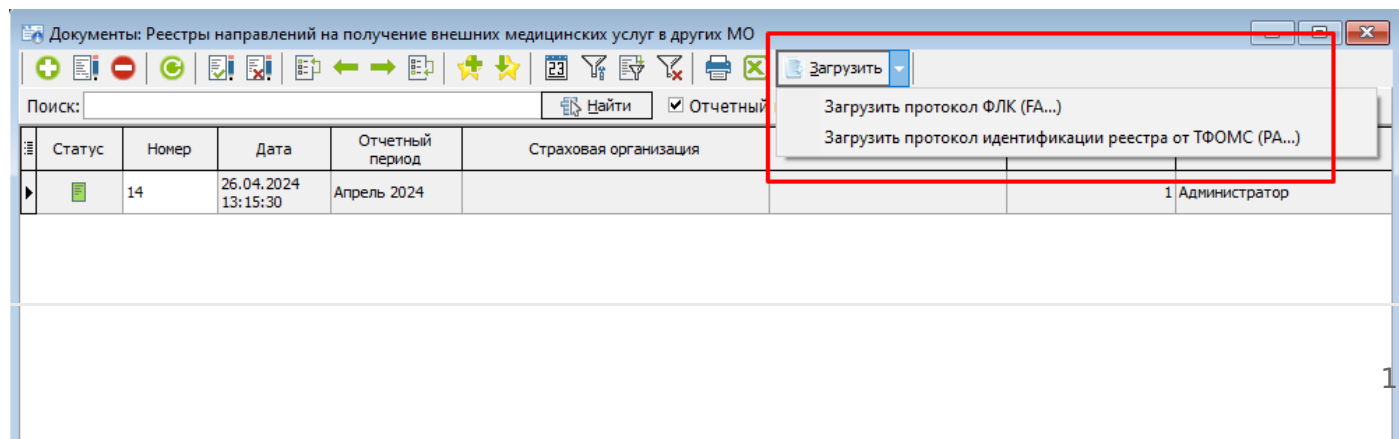 Документы: Реестры направлений на получение внешних медицинских услуг в других МО
23 Загрузить
Поиск: Найти Отчетный
Загрузить протокол ФЛК (FA...)
Загрузить протокол идентификации реестра от ТФОМС (PA...)
Статус Номер Дата Отчетный период Страховая организация
14 26.04.2024 13:15:30 Апрель 2024 1 Администратор
1